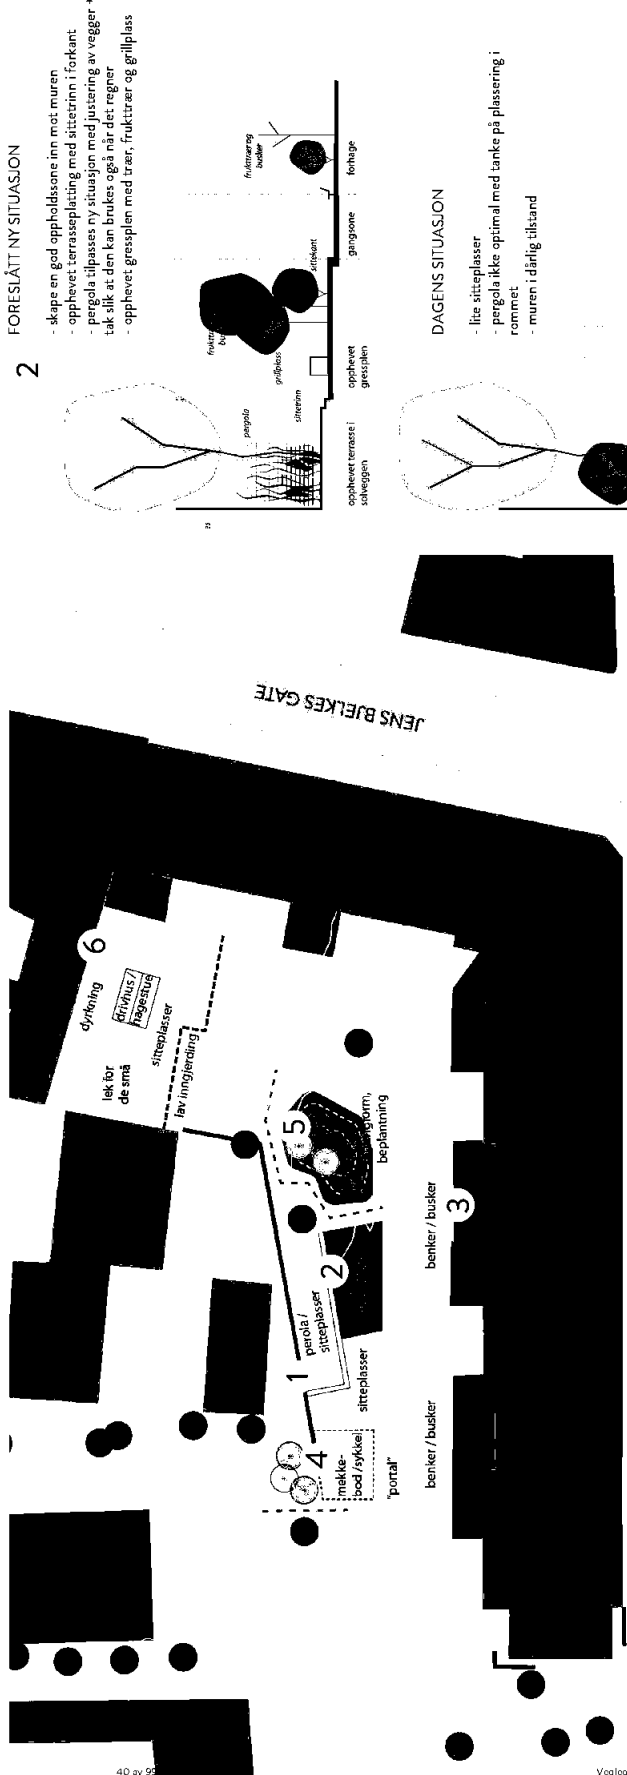 2
FORESLÅTT NY SITUASJON
- skape en god oppholdssone inn mot muren
- opphevet terrasseplatting med sittetrinn i forkant
- pergola tilpasses ny situasjon med justering av vegger +
tak slik at den kan brukes også når det regner
- opphevet gressplen med trær, frukttrær og grillplass
pergola
sittetrinn
grillplass
sittekant
frukttrær og
busker
opphevet terrasse i
solveggen
opphevet
gressplen
gangsone
forhage
DAGENS SITUASJON
- lite sitteplasser
- pergola ikke optimal med tanke på plassering i
rommet
- muren i dårlig tilstand
JENS BJELKES GATE
6
dyrkning
drivhus /
hagestue
sitteplasser
lek for
de små
lav inngjerding
5
beplantning
2
perola /
sitteplasser
1
sitteplasser
4
mekke-
bod /sykkel
"portal"
3
benker / busker
benker / busker
40 av 99